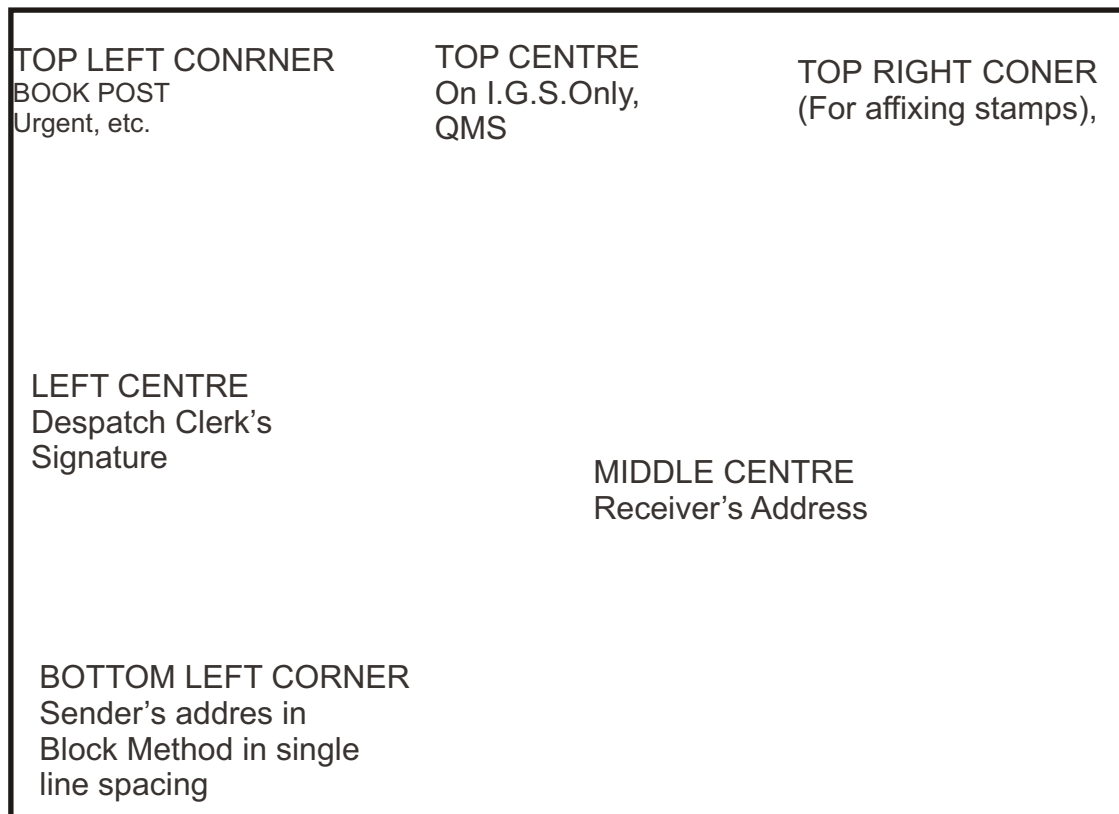 TOP LEFT CONRNER
BOOK POST
Urgent, etc.
TOP CENTRE
On I.G.S.Only,
QMS
TOP RIGHT CONER
(For affixing stamps),
LEFT CENTRE
Despatch Clerk’s
Signature
MIDDLE CENTRE
Receiver’s Address
BOTTOM LEFT CORNER
Sender’s addres in
Block Method in single
line spacing